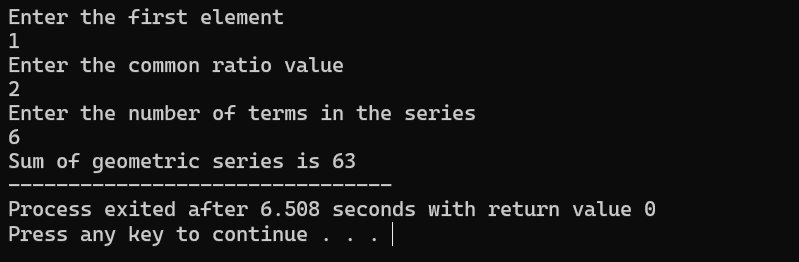 Enter the first element
1
Enter the common ratio value
2
Enter the number of terms in the series
6
Sum of geometric series is 63
--------------------------------
Process exited after 6.508 seconds with return value 0
Press any key to continue . . .